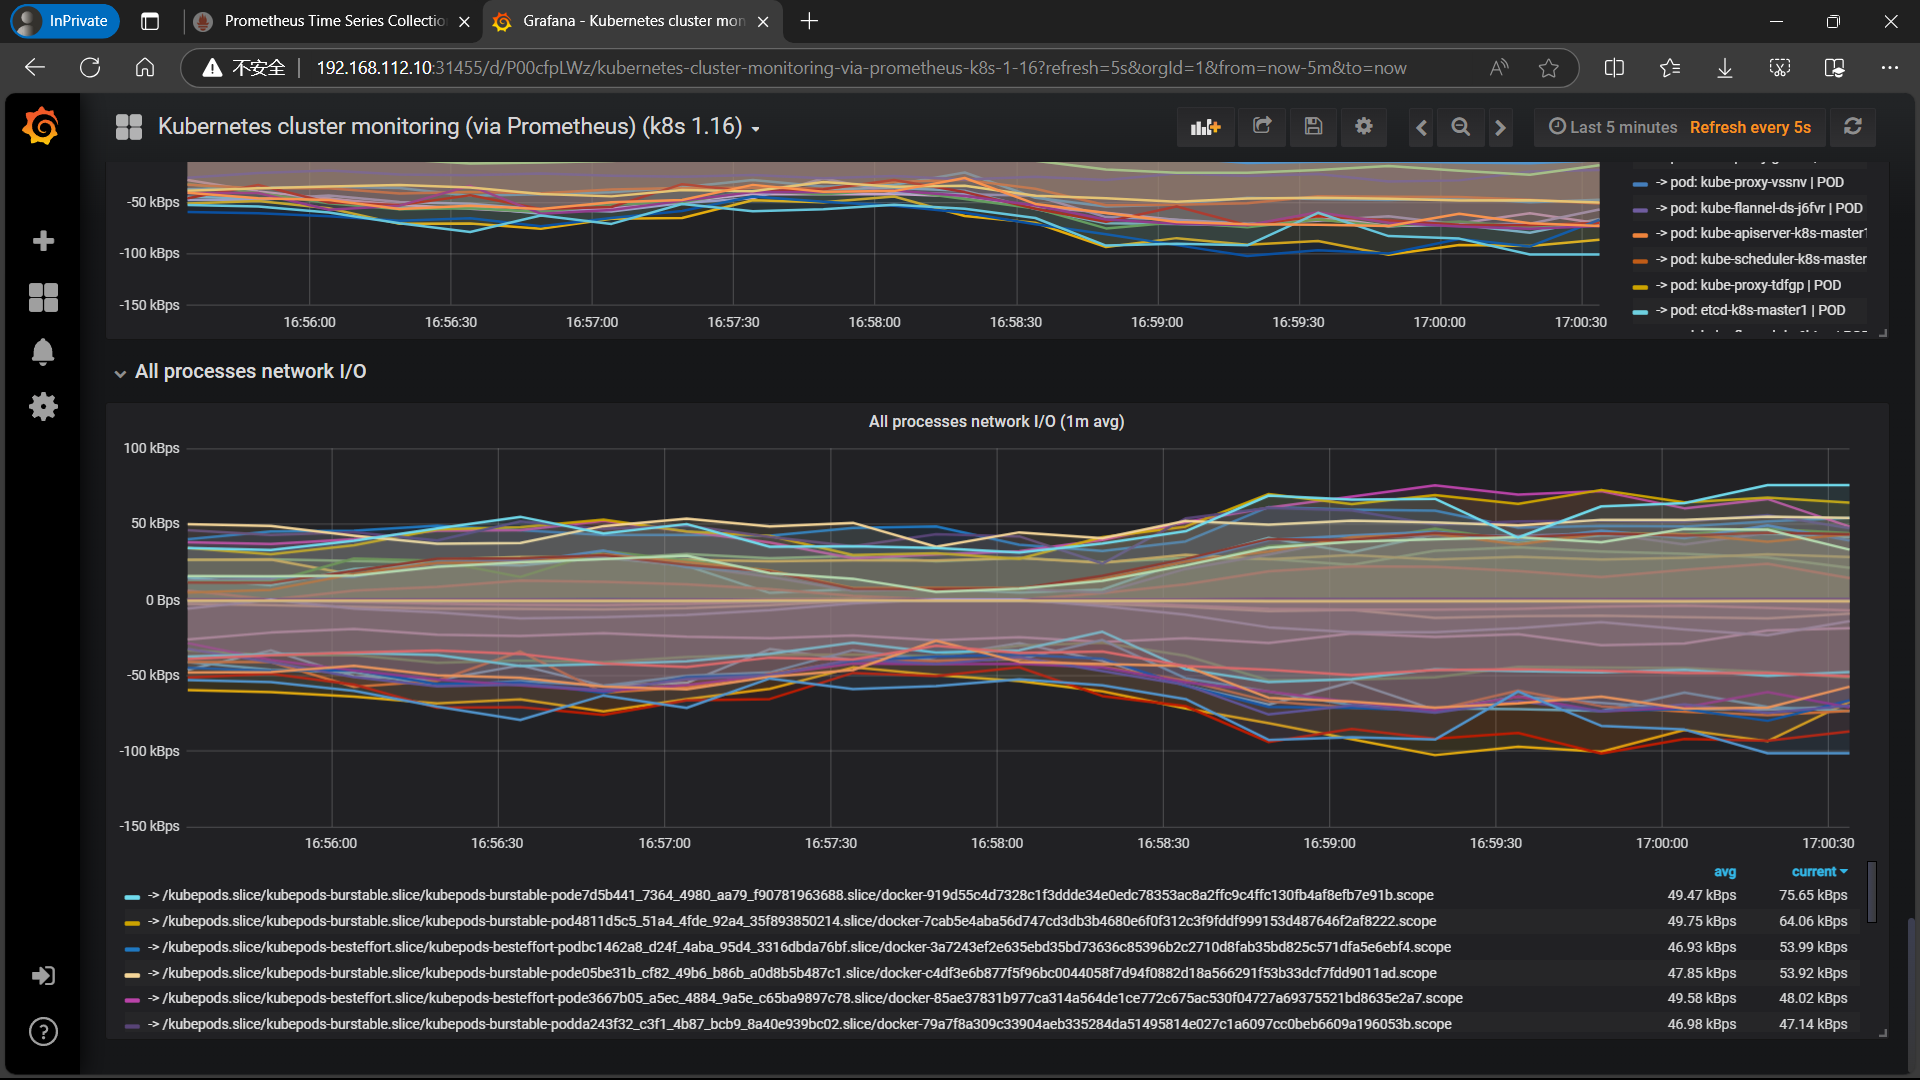 InPrivate
Prometheus Time Series Collectio
Grafana - Kubernetes cluster mon
不安全
192.168.112.10:31455/d/P00cfpLWz/kubernetes-cluster-monitoring-via-prometheus-k8s-1-16?refresh=5s&orgId=1&from=now-5m&to=now
Kubernetes cluster monitoring (via Prometheus) (k8s 1.16)
Last 5 minutes Refresh every 5s
-50 kBps
-100 kBps
-150 kBps
16:56:00 16:56:30 16:57:00 16:57:30 16:58:00 16:58:30 16:59:00 16:59:30 17:00:00 17:00:30
-> pod: kube-proxy-vssnv | POD
-> pod: kube-flannel-ds-j6fvr | POD
-> pod: kube-apiserver-k8s-master1
-> pod: kube-scheduler-k8s-master
-> pod: kube-proxy-tdfgp | POD
-> pod: etcd-k8s-master1 | POD
All processes network I/O
All processes network I/O (1m avg)
100 kBps
50 kBps
0 Bps
-50 kBps
-100 kBps
-150 kBps
16:56:00 16:56:30 16:57:00 16:57:30 16:58:00 16:58:30 16:59:00 16:59:30 17:00:00 17:00:30
avg current
-> /kubepods.slice/kubepods-burstable.slice/kubepods-burstable-pode7d5b441_7364_4980_aa79_f90781963688.slice/docker-919d55c4d7328c1f3ddde34e0edc78353ac8a2ffc9c4ffc130fb4af8efb7e91b.scope 49.47 kBps 75.65 kBps
-> /kubepods.slice/kubepods-burstable.slice/kubepods-burstable-pod4811d5c5_51a4_4fde_92a4_35f893850214.slice/docker-7cab5e4aba56d747cd3db3b4680e6f0f312c3f9fddf999153d487646f2af8222.scope 49.75 kBps 64.06 kBps
-> /kubepods.slice/kubepods-besteffort.slice/kubepods-besteffort-podbc1462a8_d24f_4aba_95d4_3316dbda76bf.slice/docker-3a7243ef2e635ebd35bd73636c85396b2c2710d8fab35bd825c571dfa5e6ebf4.scope 46.93 kBps 53.99 kBps
-> /kubepods.slice/kubepods-burstable.slice/kubepods-burstable-pode05be31b_cf82_49b6_b86b_a0d8b5b487c1.slice/docker-c4df3e6b877f5f96bc0044058f7d94f0882d18a566291f53b33dcf7fdd9011ad.scope 47.85 kBps 53.92 kBps
-> /kubepods.slice/kubepods-besteffort.slice/kubepods-besteffort-pode3667b05_a5ec_4884_9a5e_c65ba9897c78.slice/docker-85ae37831b977ca314a564de1ce772c675ac530f04727a69375521bd8635e2a7.scope 49.58 kBps 48.02 kBps
-> /kubepods.slice/kubepods-burstable.slice/kubepods-burstable-podda243f32_c3f1_4b87_bcb9_8a40e939bc02.slice/docker-79a7f8a309c33904aeb335284da51495814e027c1a6097cc0beb6609a196053b.scope 46.98 kBps 47.14 kBps